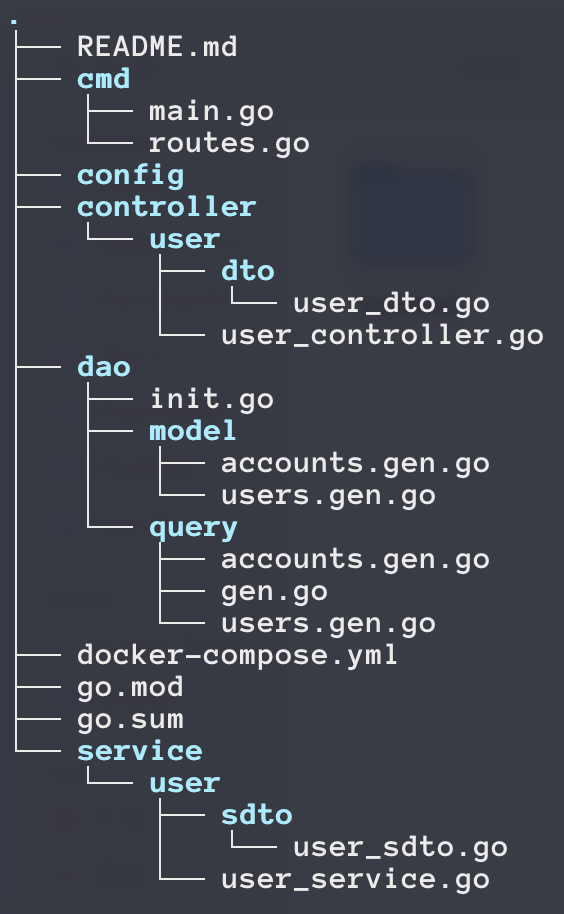 .
README.md
cmd
main.go
routes.go
config
controller
user
dto
user_dto.go
user_controller.go
dao
init.go
model
accounts.gen.go
users.gen.go
query
accounts.gen.go
gen.go
users.gen.go
docker-compose.yml
go.mod
go.sum
service
user
sdto
user_sdto.go
user_service.go